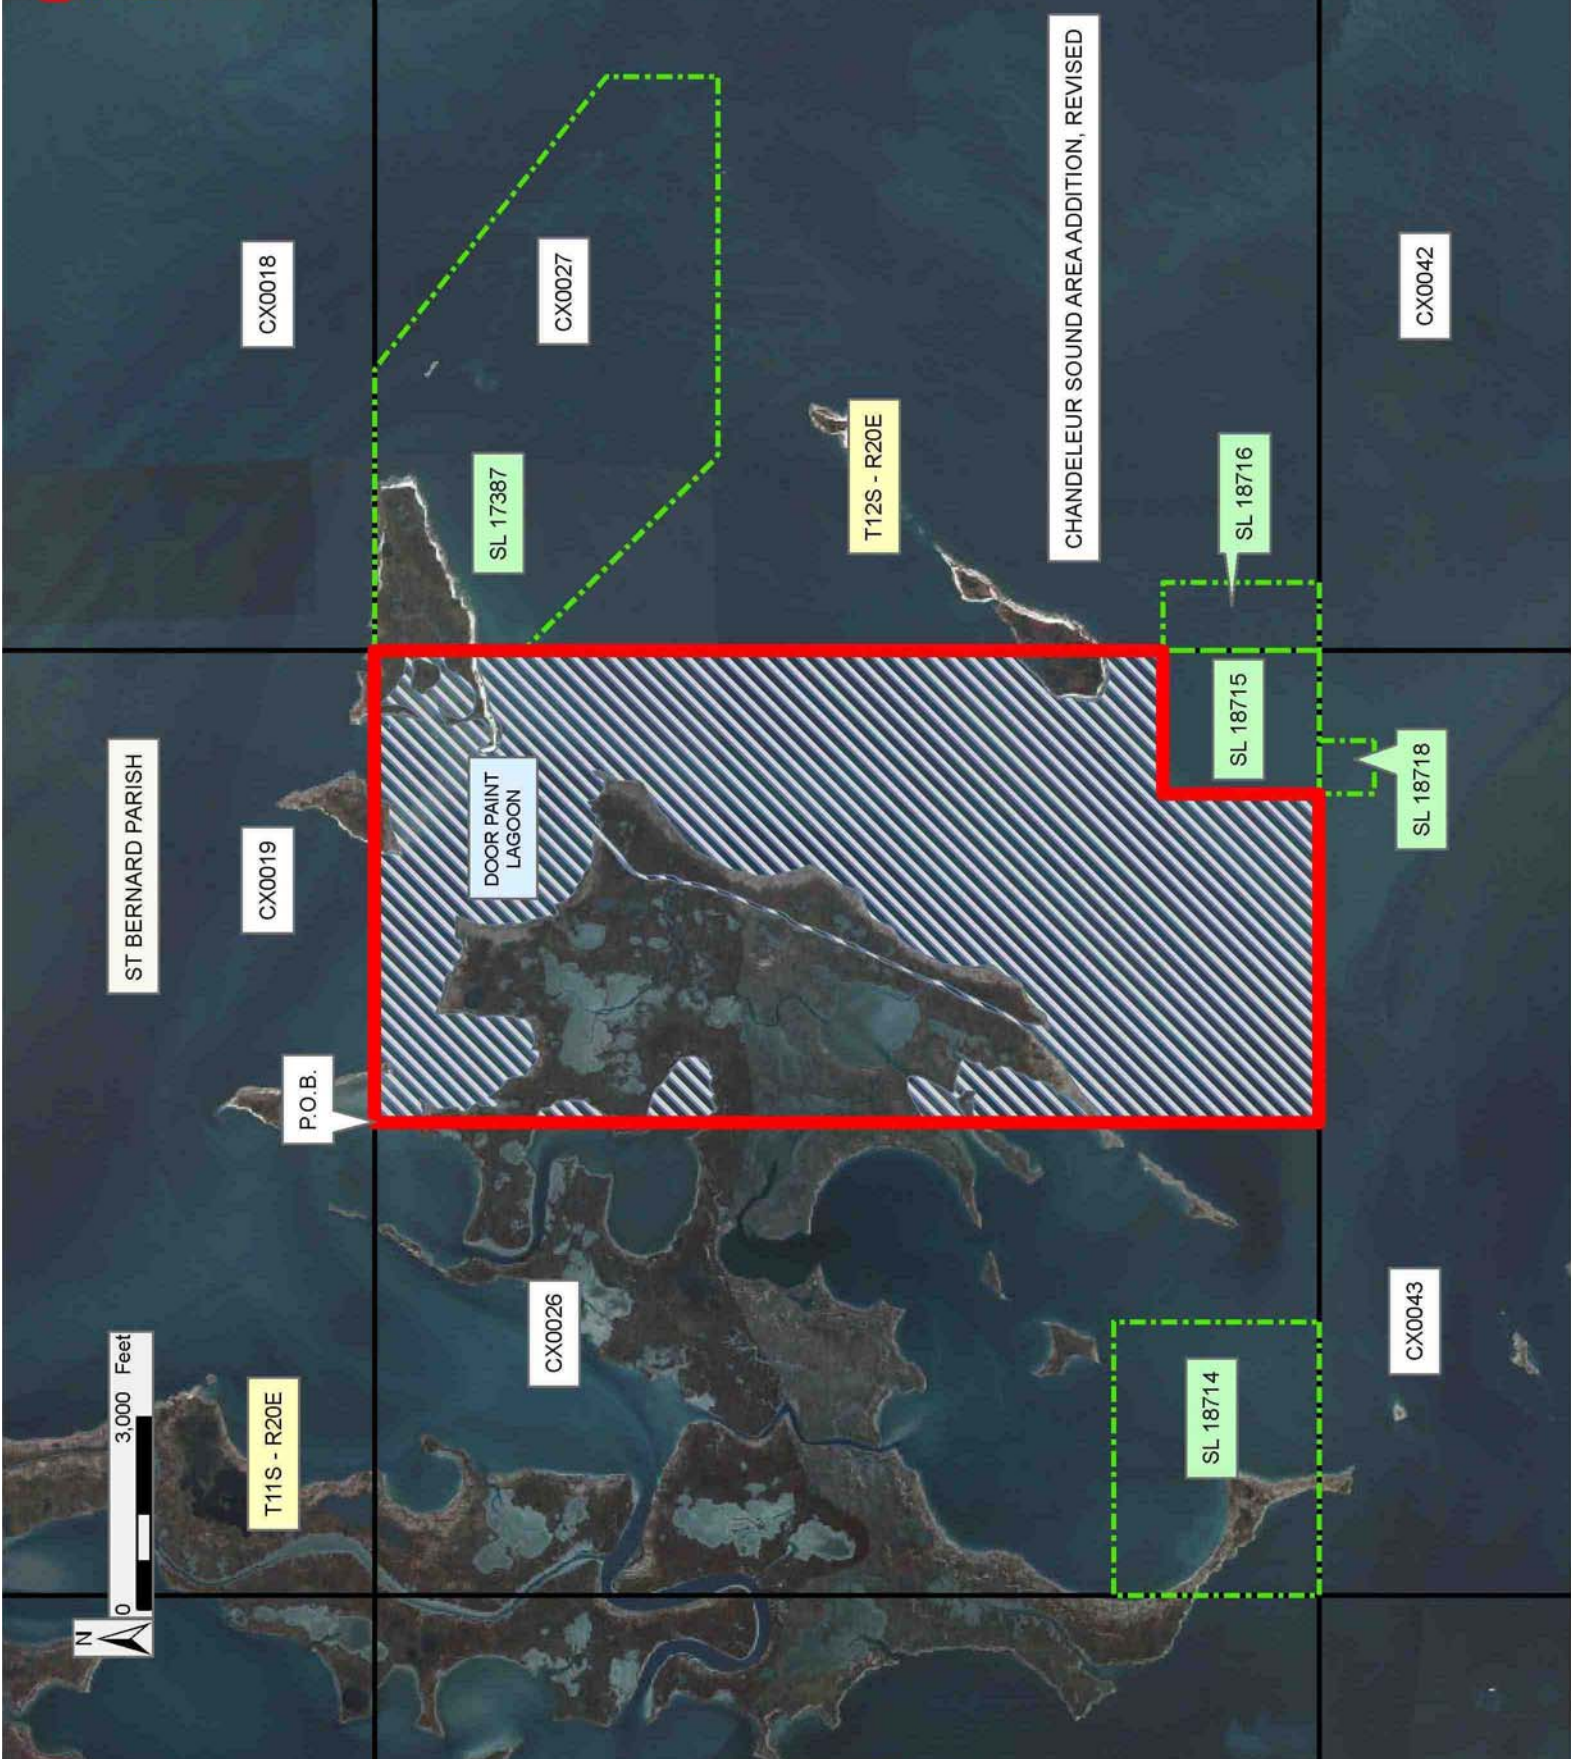 N
0 3,000 Feet
ST BERNARD PARISH
T11S - R20E
P.O.B.
CX0019
CX0018
DOOR PAINT
LAGOON
SL 17387
CX0026
CX0027
T12S - R20E
CHANDELEUR SOUND AREA ADDITION, REVISED
SL 18714
SL 18715
SL 18716
CX0043
SL 18718
CX0042